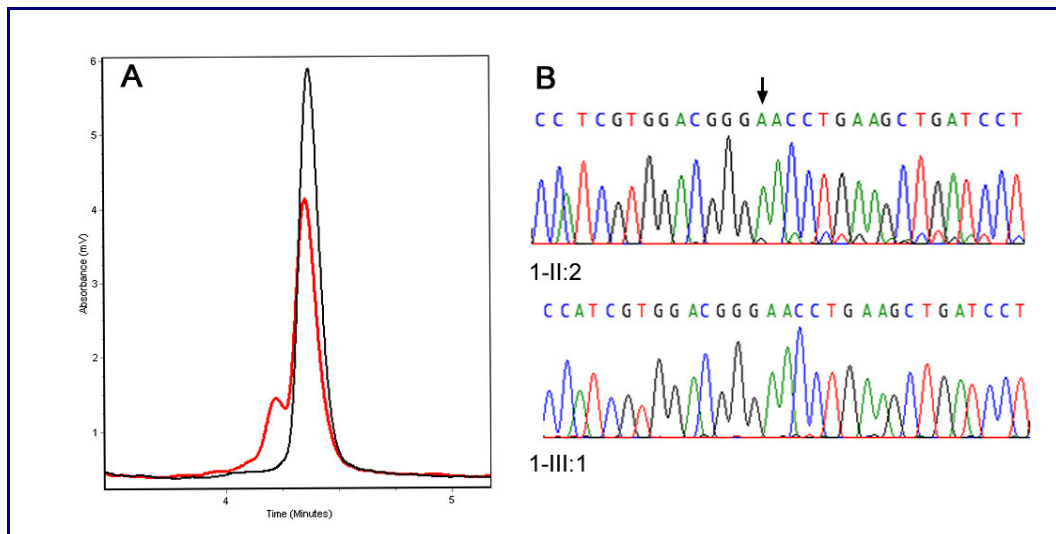 A
6
5
4
3
2
1
Absorbance (mV)
4
5
Time (Minutes)
B
C C T C G T G G A C G G G A A C C T G A A G C T G A T C C T
1-II:2
C C A T C G T G G A C G G G A A C C T G A A G C T G A T C C T
1-III:1